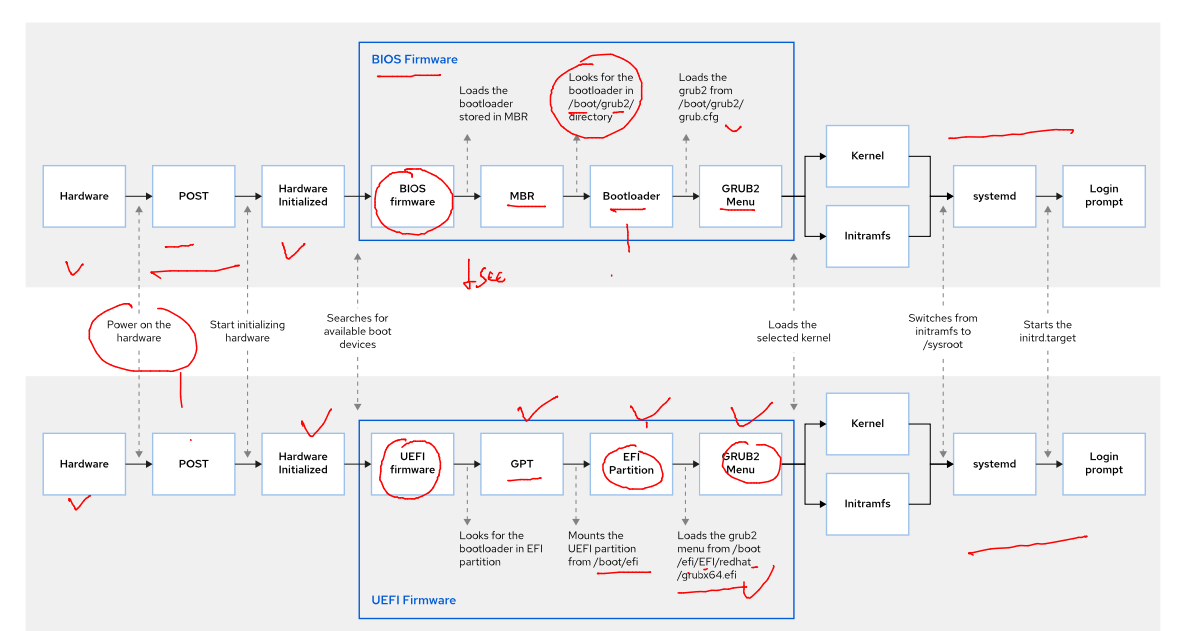 BIOS Firmware
Loads the
bootloader
stored in MBR
Looks for the
bootloader in
/boot/grub2/
directory
Loads the
grub2 from
/boot/grub2/
grub.cfg
Hardware
POST
Hardware
Initialized
BIOS
firmware
MBR
Bootloader
GRUB2
Menu
Kernel
Initramfs
systemd
Login
prompt
Power on the
hardware
Start initializing
hardware
Searches for
available boot
devices
Loads the
selected kernel
Switches from
initramfs to
/sysroot
Starts the
initrd.target
Hardware
POST
Hardware
Initialized
UEFI
firmware
GPT
EFI
Partition
GRUB2
Menu
Kernel
Initramfs
systemd
Login
prompt
Looks for the
bootloader in EFI
partition
Mounts the
UEFI partition
from /boot/efi
Loads the grub2
menu from /boot
/efi/EFI/redhat
/grubx64.efi
UEFI Firmware